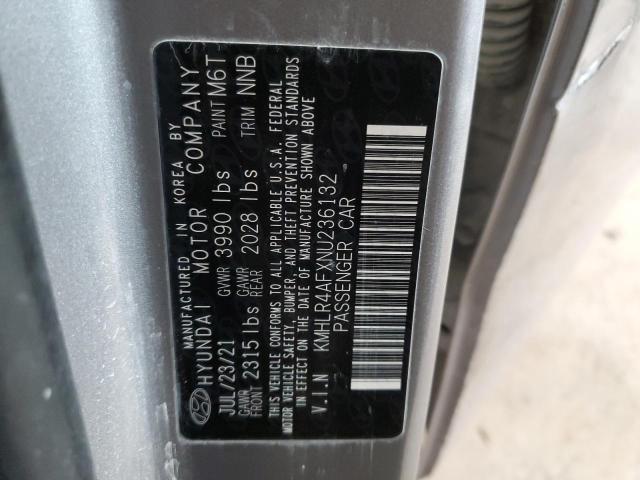 MANUFACTURED IN KOREA BY
HYUNDAI MOTOR COMPANY
JUL/23/21 GVWR 3990 lbs PAINT M6T
GAWR FRONT 2315 lbs GAWR REAR 2028 lbs TRIM NNB
THIS VEHICLE CONFORMS TO ALL APPLICABLE U.S.A. FEDERAL
MOTOR VEHICLE SAFETY, BUMPER, AND THEFT PREVENTION STANDARDS
IN EFFECT ON THE DATE OF MANUFACTURE SHOWN ABOVE
V.I.N KMHLR4AFXNU236132
PASSENGER CAR